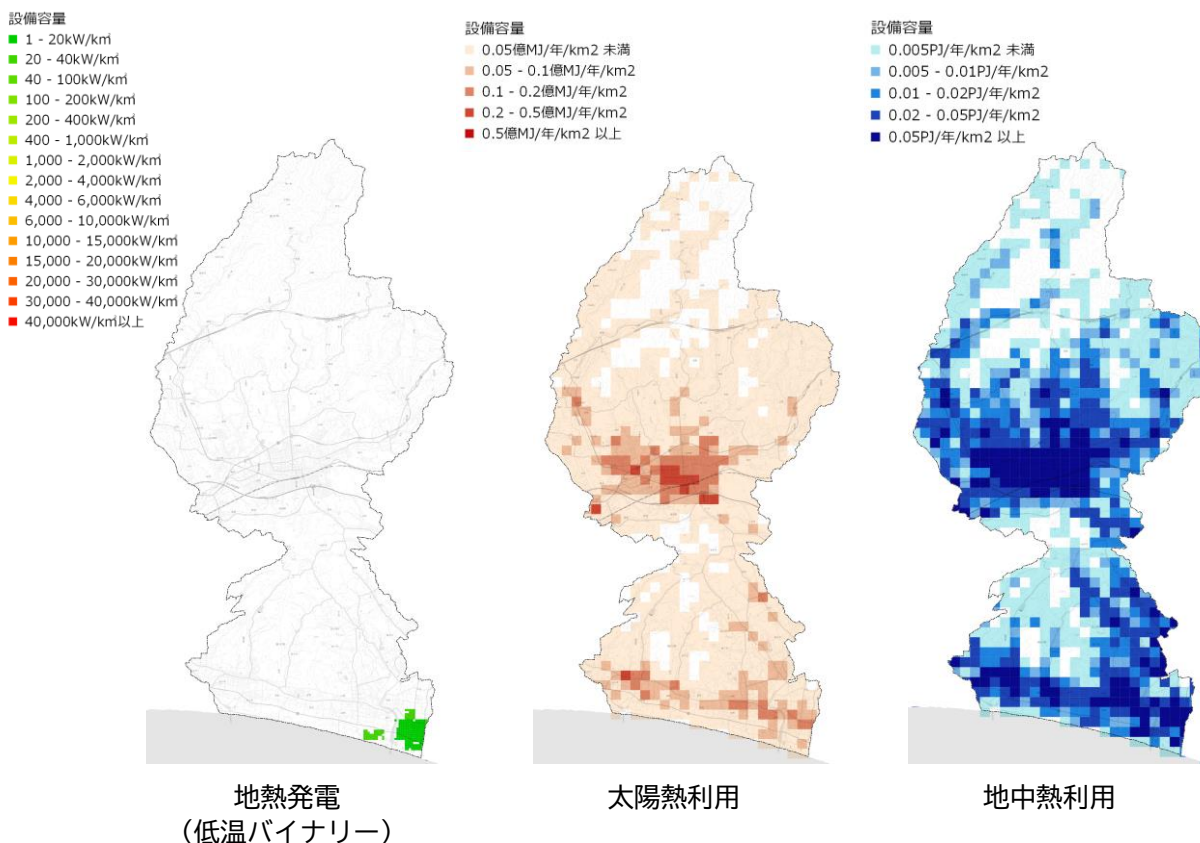 設備容量
1 - 20kW/k㎡
20 - 40kW/k㎡
40 - 100kW/k㎡
100 - 200kW/k㎡
200 - 400kW/k㎡
400 - 1,000kW/k㎡
1,000 - 2,000kW/k㎡
2,000 - 4,000kW/k㎡
4,000 - 6,000kW/k㎡
6,000 - 10,000kW/k㎡
10,000 - 15,000kW/k㎡
15,000 - 20,000kW/k㎡
20,000 - 30,000kW/k㎡
30,000 - 40,000kW/k㎡
40,000kW/k㎡以上
設備容量
0.05億MJ/年/km2 未満
0.05 - 0.1億MJ/年/km2
0.1 - 0.2億MJ/年/km2
0.2 - 0.5億MJ/年/km2
0.5億MJ/年/km2 以上
設備容量
0.005PJ/年/km2 未満
0.005 - 0.01PJ/年/km2
0.01 - 0.02PJ/年/km2
0.02 - 0.05PJ/年/km2
0.05PJ/年/km2 以上
地熱発電
（低温バイナリー）
太陽熱利用
地中熱利用